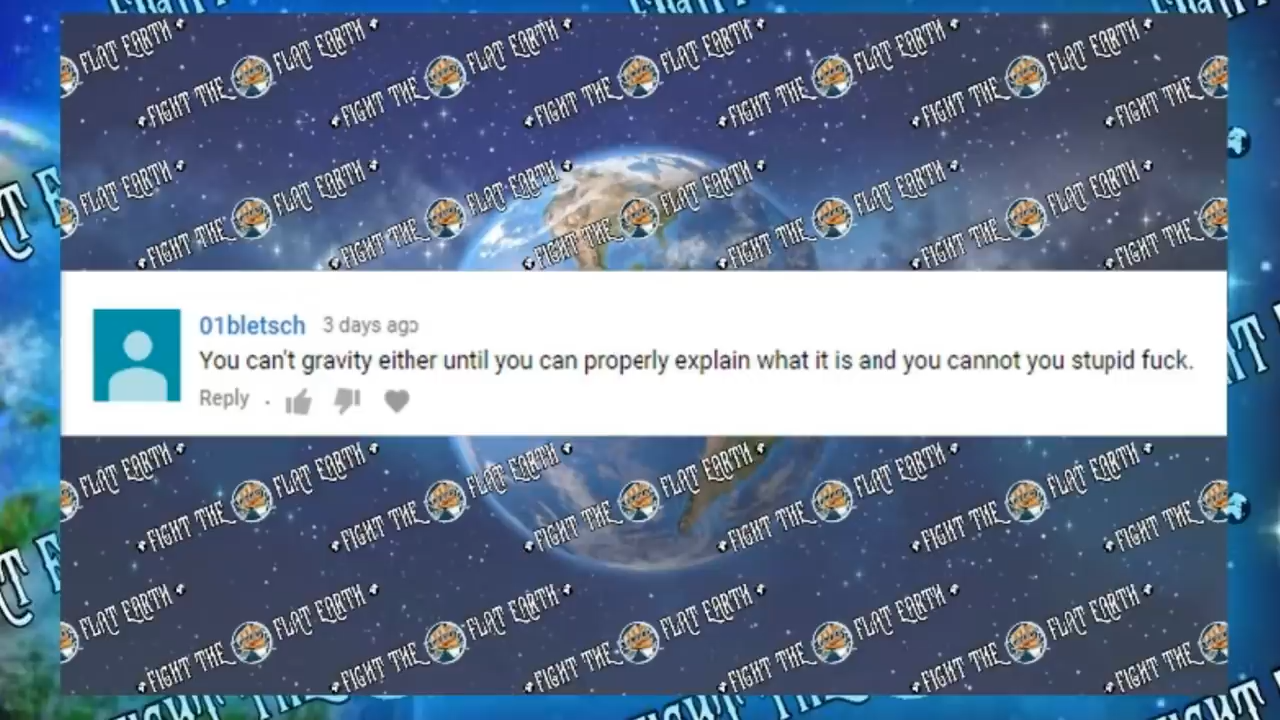 FIGHT THE FLAT EARTH
01bletsch 3 days ago
You can't gravity either until you can properly explain what it is and you cannot you stupid fuck.
Reply